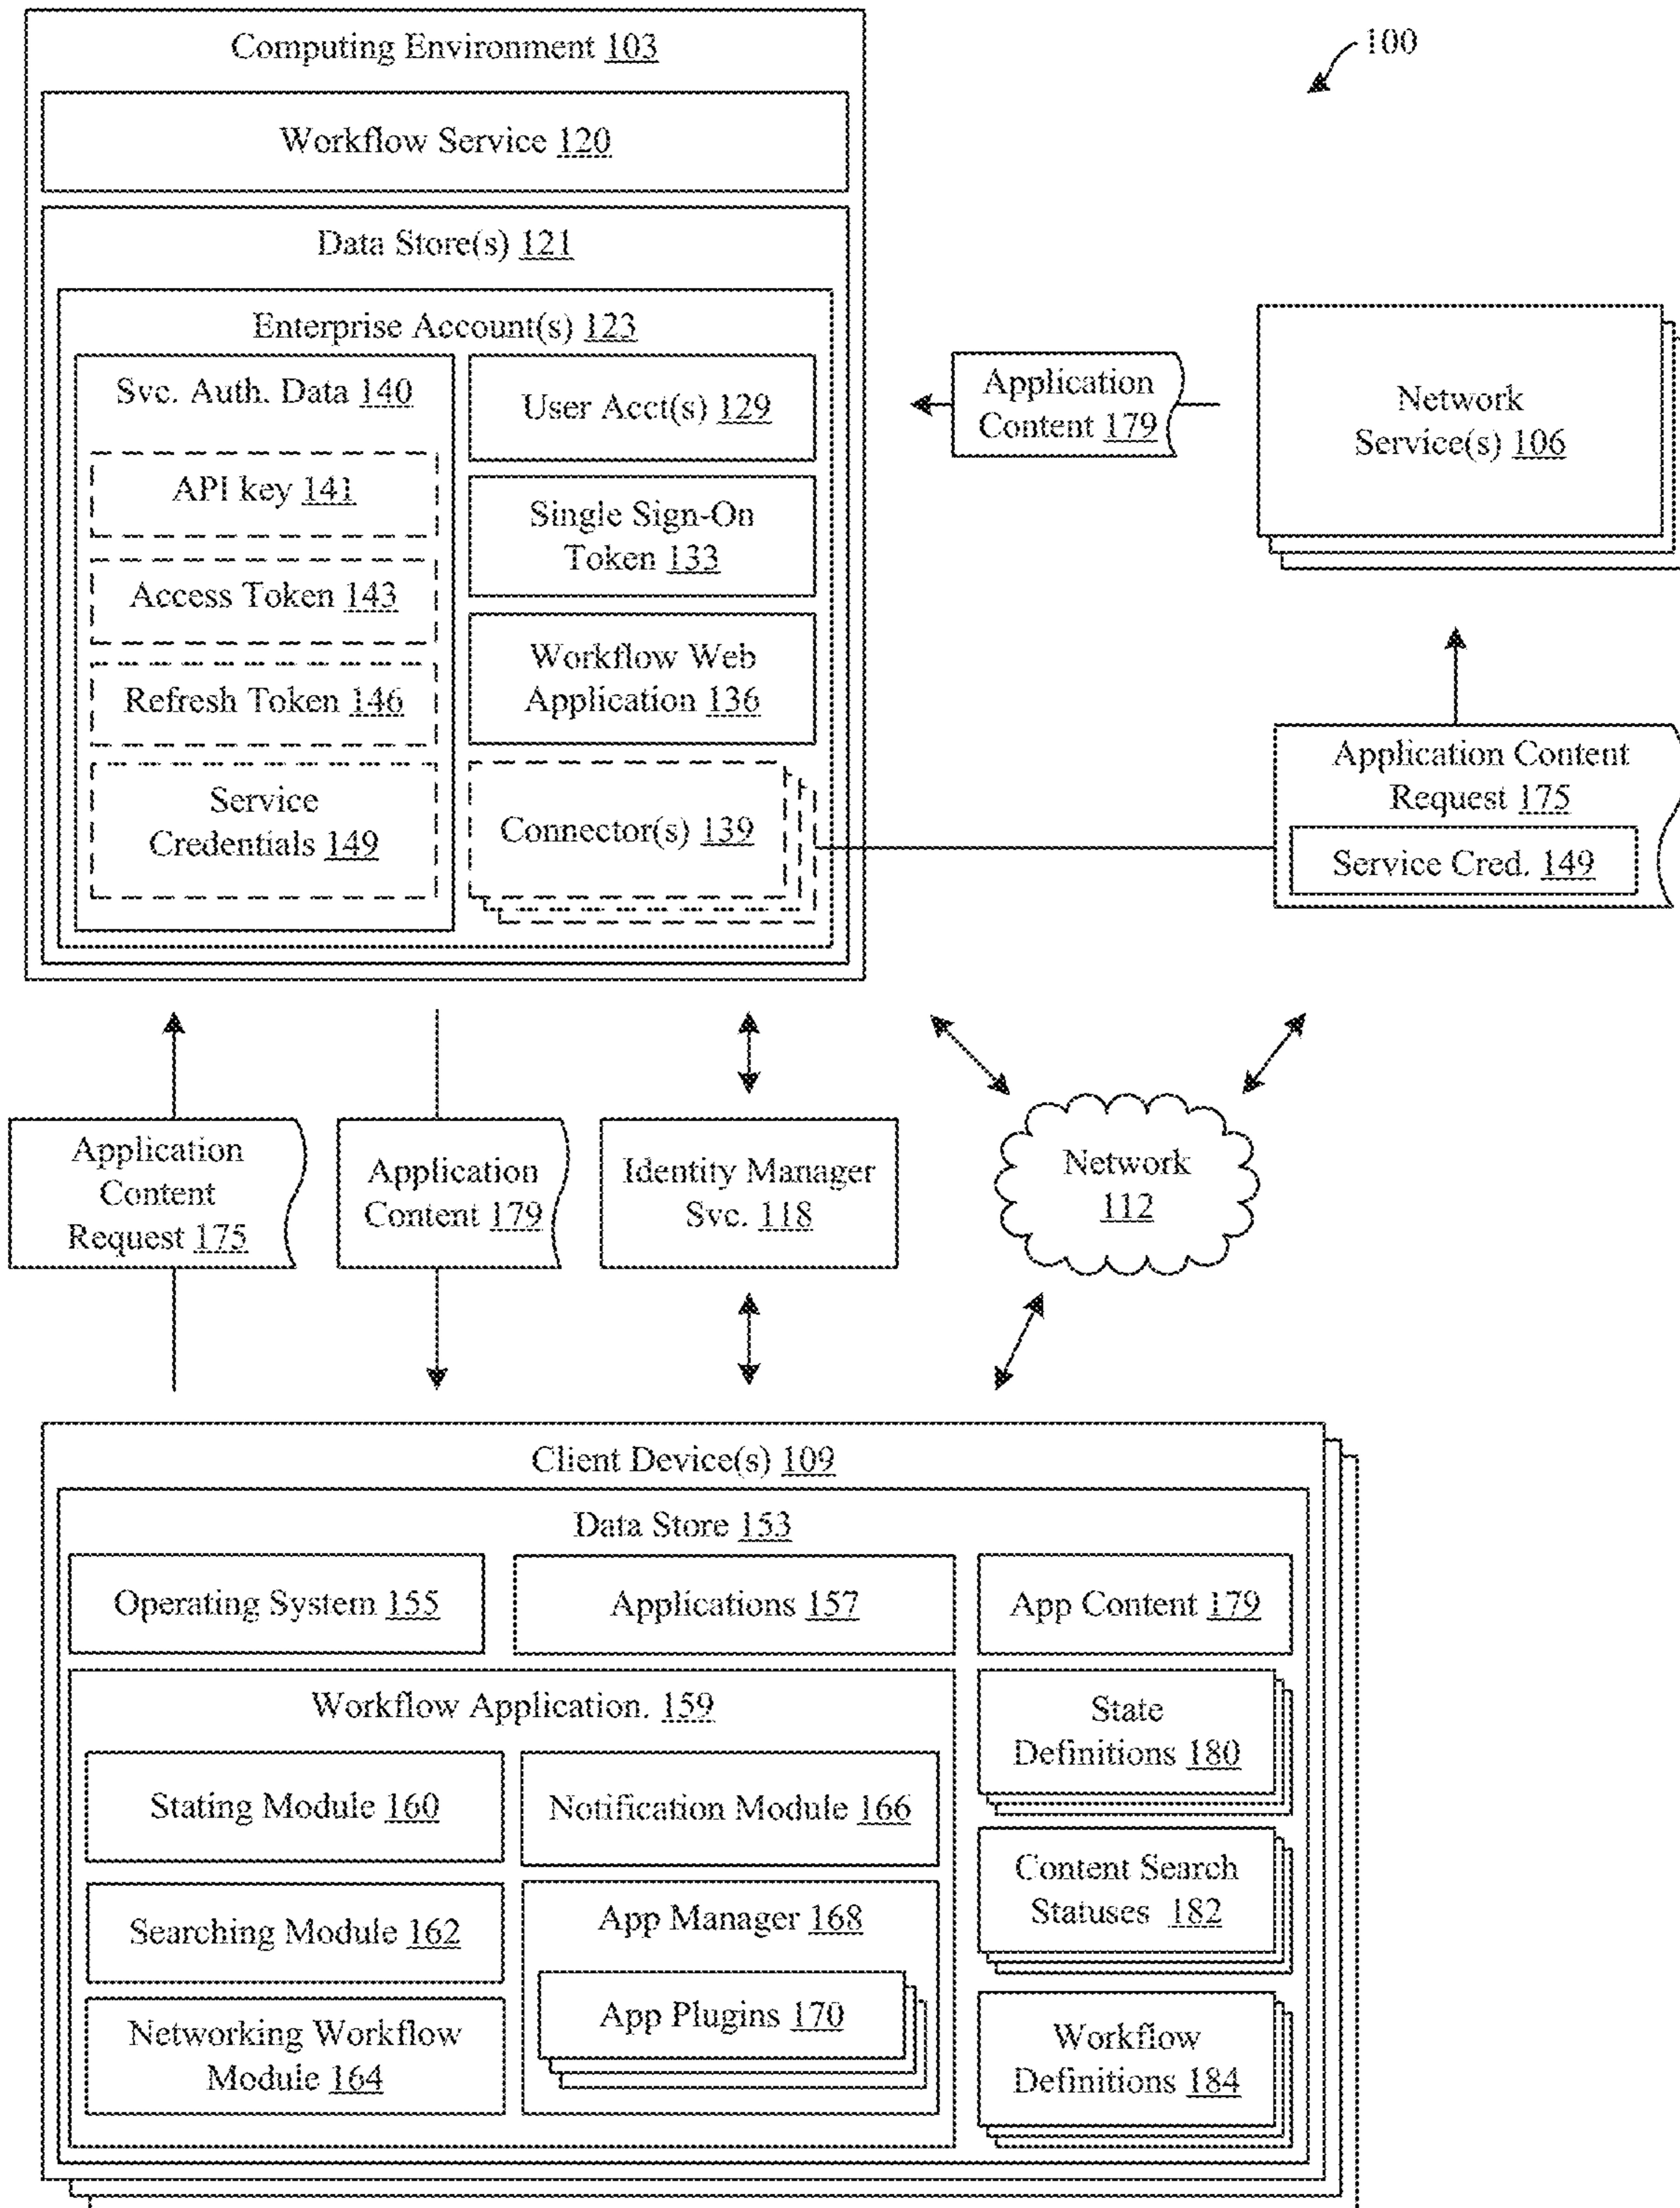 Computing Environment 103
100
Workflow Service 120
Data Store(s) 121
Enterprise Account(s) 123
Svc. Auth. Data 140
API key 141
Access Token 143
Refresh Token 146
Service
Credentials 149
User Acct(s) 129
Single Sign-On
Token 133
Workflow Web
Application 136
Connector(s) 139
Application
Content 179
Network
Service(s) 106
Application Content
Request 175
Service Cred. 149
Application
Content
Request 175
Application
Content 179
Identity Manager
Svc. 118
Network
112
Client Device(s) 109
Data Store 153
Operating System 155
Applications 157
App Content 179
Workflow Application. 159
Stating Module 160
Notification Module 166
Searching Module 162
App Manager 168
Networking Workflow
Module 164
App Plugins 170
State
Definitions 180
Content Search
Statuses 182
Workflow
Definitions 184